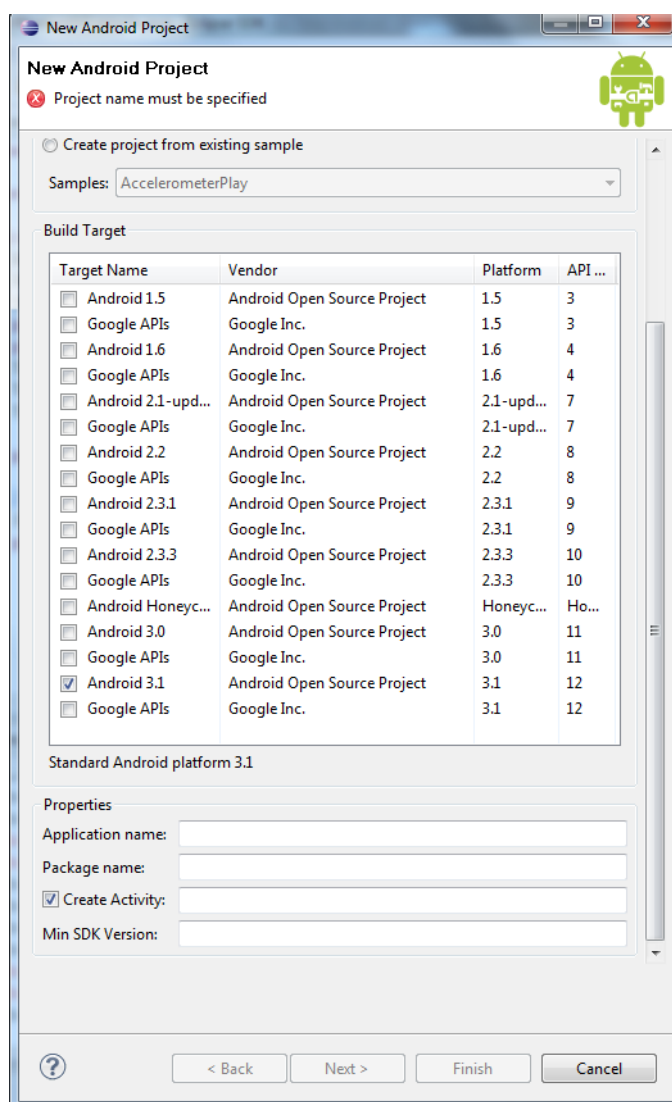 New Android Project
New Android Project
Project name must be specified
Create project from existing sample
Samples: AccelerometerPlay
Build Target
Target Name Vendor Platform API ...
Android 1.5 Android Open Source Project 1.5 3
Google APIs Google Inc. 1.5 3
Android 1.6 Android Open Source Project 1.6 4
Google APIs Google Inc. 1.6 4
Android 2.1-upd... Android Open Source Project 2.1-upd... 7
Google APIs Google Inc. 2.1-upd... 7
Android 2.2 Android Open Source Project 2.2 8
Google APIs Google Inc. 2.2 8
Android 2.3.1 Android Open Source Project 2.3.1 9
Google APIs Google Inc. 2.3.1 9
Android 2.3.3 Android Open Source Project 2.3.3 10
Google APIs Google Inc. 2.3.3 10
Android Honeyc... Android Open Source Project Honeyc... Ho...
Android 3.0 Android Open Source Project 3.0 11
Google APIs Google Inc. 3.0 11
Android 3.1 Android Open Source Project 3.1 12
Google APIs Google Inc. 3.1 12
Standard Android platform 3.1
Properties
Application name:
Package name:
Create Activity:
Min SDK Version:
? < Back Next > Finish Cancel